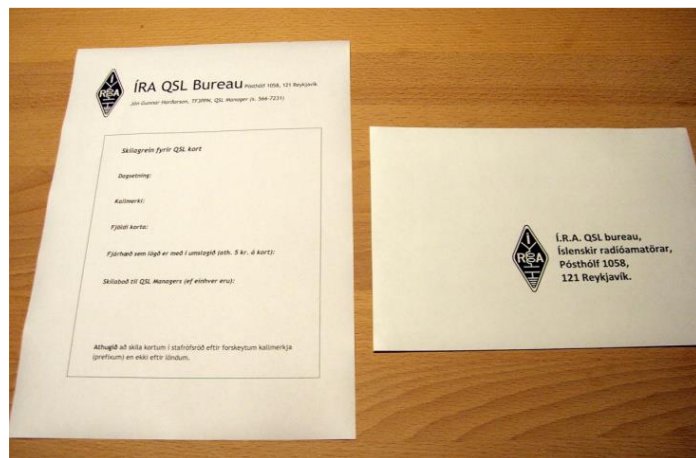 ÍRA QSL Bureau Pósthólf 1058, 121 Reykjavík
Jón Gunnar Harðarson, TF3PPN, QSL Manager (s. 566-7231)
Skilagrein fyrir QSL kort
Dagsetning:
Kallmerki:
Fjöldi korta:
Fjárhæð sem lögð er með í umslagið (ath. 5 kr. á kort):
Skilaboð til QSL Managers (ef einhver eru):
Athugið að skila kortum í stafrófsröð eftir forskeytum kallmerkja
(prefixum) en ekki eftir löndum.
Í
RA
Í.R.A. QSL bureau,
Íslenskir radíóamatörar,
Pósthólf 1058,
121 Reykjavík.